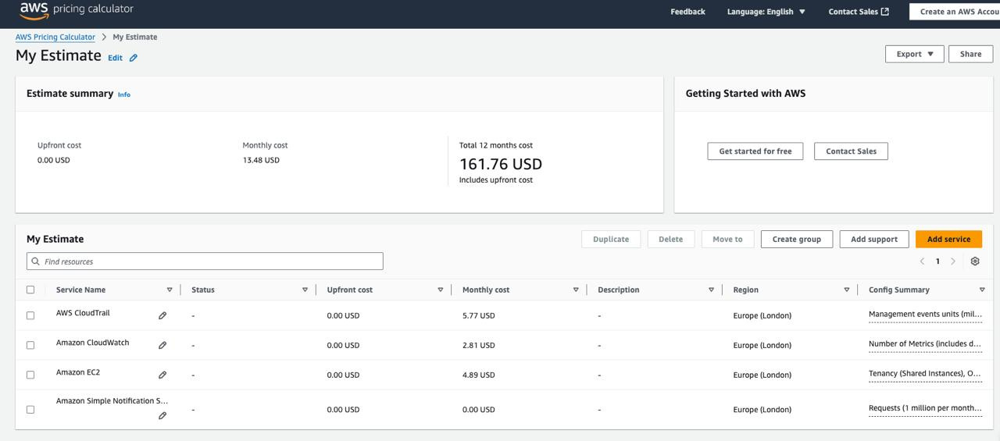 aws pricing calculator
Feedback
Language: English
Contact Sales
Create an AWS Accou
AWS Pricing Calculator
My Estimate
My Estimate
Edit
Export
Share
Estimate summary
Info
Getting Started with AWS
Upfront cost
0.00 USD
Monthly cost
13.48 USD
Total 12 months cost
161.76 USD
Includes upfront cost
Get started for free
Contact Sales
My Estimate
Duplicate
Delete
Move to
Create group
Add support
Add service
Find resources
1
Service Name Status Upfront cost Monthly cost Description Region Config Summary
AWS CloudTrail - 0.00 USD 5.77 USD - Europe (London) Management events units (mil...
Amazon CloudWatch - 0.00 USD 2.81 USD - Europe (London) Number of Metrics (includes d...
Amazon EC2 - 0.00 USD 4.89 USD - Europe (London) Tenancy (Shared Instances), O...
Amazon Simple Notification S... - 0.00 USD 0.00 USD - Europe (London) Requests (1 million per month...